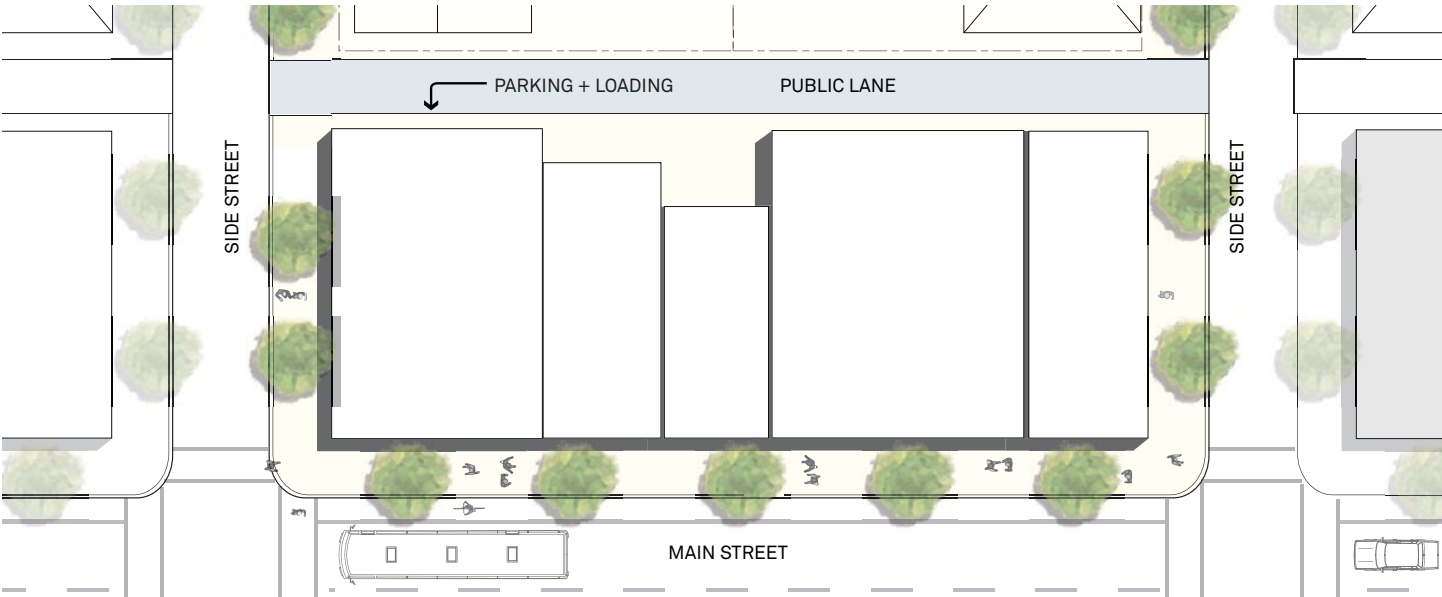 PARKING + LOADING
PUBLIC LANE
SIDE STREET
SIDE STREET
MAIN STREET